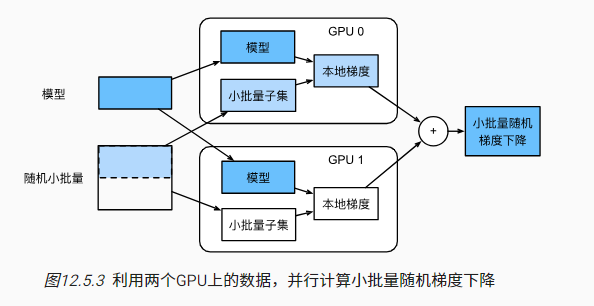 GPU 0
模型
本地梯度
小批量子集
模型
随机小批量
+
小批量随机
梯度下降
GPU 1
模型
本地梯度
小批量子集
图12.5.3 利用两个GPU上的数据，并行计算小批量随机梯度下降